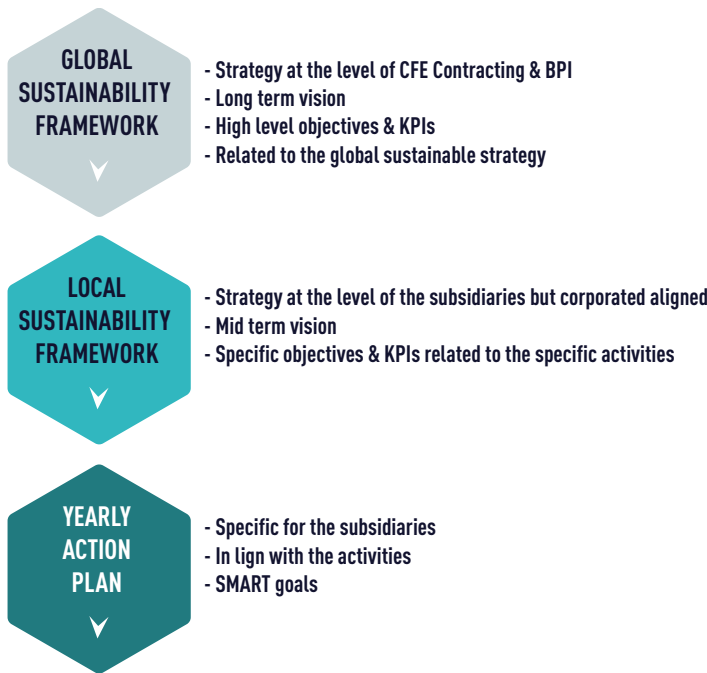 GLOBAL
SUSTAINABILITY
FRAMEWORK
- Strategy at the level of CFE Contracting & BPI
- Long term vision
- High level objectives & KPIs
- Related to the global sustainable strategy
LOCAL
SUSTAINABILITY
FRAMEWORK
- Strategy at the level of the subsidiaries but corporated aligned
- Mid term vision
- Specific objectives & KPIs related to the specific activities
YEARLY
ACTION
PLAN
- Specific for the subsidiaries
- In lign with the activities
- SMART goals